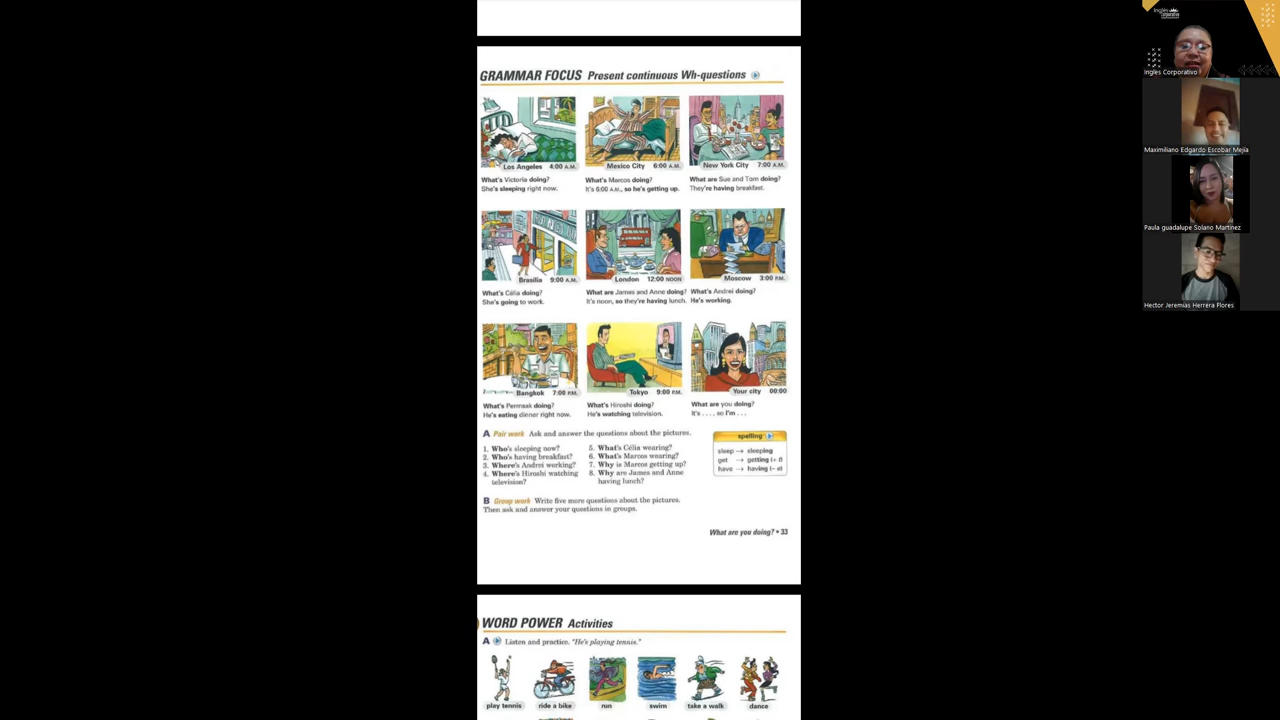 GRAMMAR FOCUS Present continuous Wh-questions
Los Angeles 4:00 A.M.
What's Victoria doing?
She's sleeping right now.
Mexico City 6:00 A.M.
What's Marcos doing?
It's 6:00 A.M., so he's getting up.
New York City 7:00 A.M.
What are Sue and Tom doing?
They're having breakfast.
Brasília 9:00 A.M.
What's Célia doing?
She's going to work.
London 12:00 NOON
What are James and Anne doing?
It's noon, so they're having lunch.
Moscow 3:00 P.M.
What's Andrei doing?
He's working.
Bangkok 7:00 P.M.
What's Permsak doing?
He's eating dinner right now.
Tokyo 9:00 P.M.
What's Hiroshi doing?
He's watching television.
Your city 00:00
What are you doing?
It's . . . , so I'm . . .
A Pair work Ask and answer the questions about the pictures.
1. Who's sleeping now?
2. Who's having breakfast?
3. Where's Andrei working?
4. Where's Hiroshi watching
television?
5. What's Célia wearing?
6. What's Marcos wearing?
7. Why is Marcos getting up?
8. Why are James and Anne
having lunch?
spelling
sleep → sleeping
get → getting (+ t)
have → having (– e)
B Group work Write five more questions about the pictures.
Then ask and answer your questions in groups.
What are you doing? • 33
WORD POWER Activities
A Listen and practice. "He's playing tennis."
play tennis
ride a bike
run
swim
take a walk
dance
Inglés
Corporativo
Ingles Corporativo
Maximiliano Edgardo Escobar Mejía
Paula guadalupe Solano Martínez
Hector Jeremías Herrera Flores